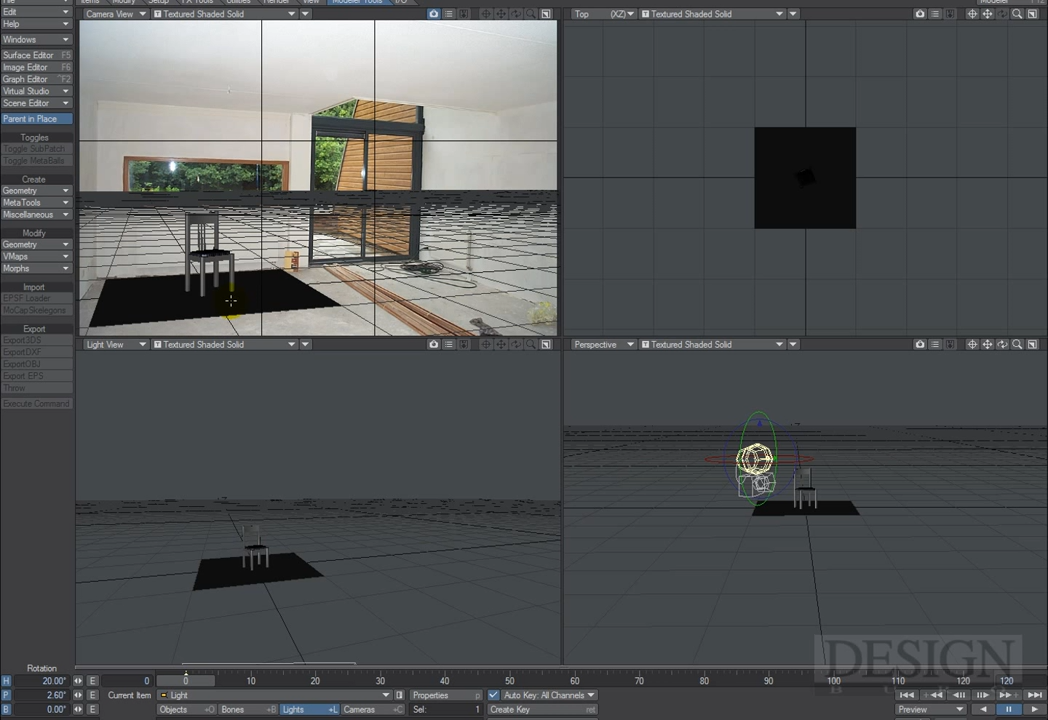 File
Items Modify Setup FX Tools Utilities Render View Modeler Tools I/O Modeler F12
Edit
Help
Windows
Surface Editor F5
Image Editor F6
Graph Editor ^F2
Virtual Studio
Scene Editor
Parent in Place
Toggles
Toggle SubPatch
Toggle MetaBalls
Create
Geometry
MetaTools
Miscellaneous
Modify
Geometry
VMaps
Morphs
Import
EPSF Loader
MoCapSkelegons
Export
Export3DS
ExportDXF
ExportOBJ
Export EPS
Throw
Execute Command
Camera View Textured Shaded Solid
Top (XZ) Textured Shaded Solid
Light View Textured Shaded Solid
Perspective Textured Shaded Solid
DESIGN
Rotation
H 20.00° E 0 0 10 20 30 40 50 60 70 80 90 100 110 120 120
P 2.60° E Current Item Light Properties p Auto Key: All Channels
B 0.00° E Objects +O Bones +B Lights +L Cameras +C Sel: 1 Create Key ret Preview